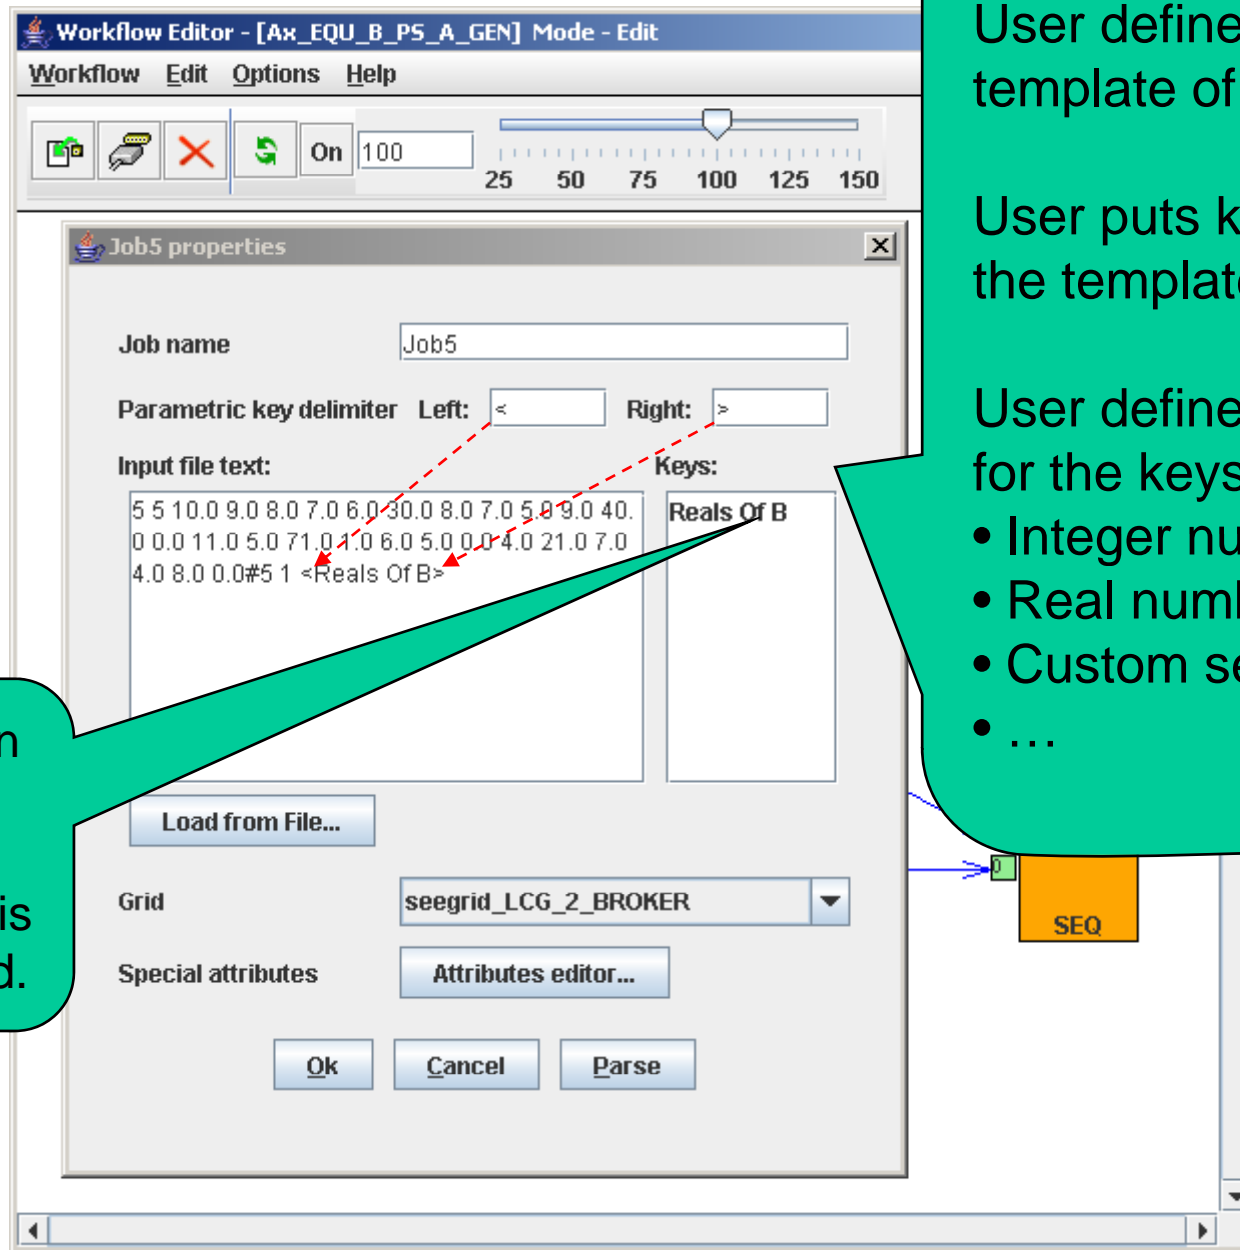 Workflow Editor - [Ax_EQU_B_PS_A_GEN] Mode - Edit
Workflow Edit Options Help
On 100
25 50 75 100 125 150
Job5 properties
Job name Job5
Parametric key delimiter Left: < Right: >
Input file text: Keys:
5 5 10.0 9.0 8.0 7.0 6.0 30.0 8.0 7.0 5.0 9.0 40.
0 0.0 11.0 5.0 71.0 1.0 6.0 5.0 0.0 4.0 21.0 7.0
4.0 8.0 0.0#5 1 <Reals Of B>
Reals Of B
Load from File...
Grid seegrid_LCG_2_BROKER
Special attributes Attributes editor...
Ok Cancel Parse
User define
template of
User puts k
the templat
User define
for the keys
• Integer nu
• Real num
• Custom se
• …
is
d.
0
SEQ